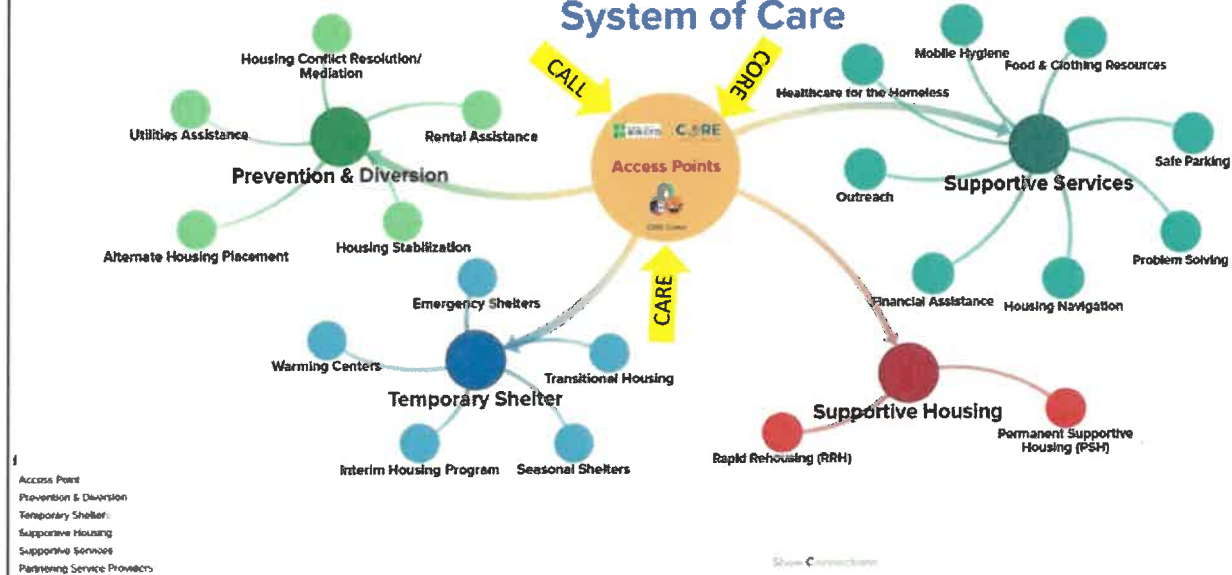 System of Care
CALL
CORE
CARE
C RE
Access Points
Housing Conflict Resolution/
Mediation
Utilities Assistance
Rental Assistance
Prevention & Diversion
Alternate Housing Placement
Housing Stabilization
Mobile Hygiene
Food & Clothing Resources
Healthcare for the Homeless
Safe Parking
Outreach
Supportive Services
Problem Solving
Financial Assistance
Housing Navigation
Emergency Shelters
Warming Centers
Transitional Housing
Temporary Shelter
Interim Housing Program
Seasonal Shelters
Supportive Housing
Rapid Rehousing (RRH)
Permanent Supportive
Housing (PSH)
Access Point
Prevention & Diversion
Temporary Shelter
Supportive Housing
Supportive Services
Partnering Service Providers
Show Connections